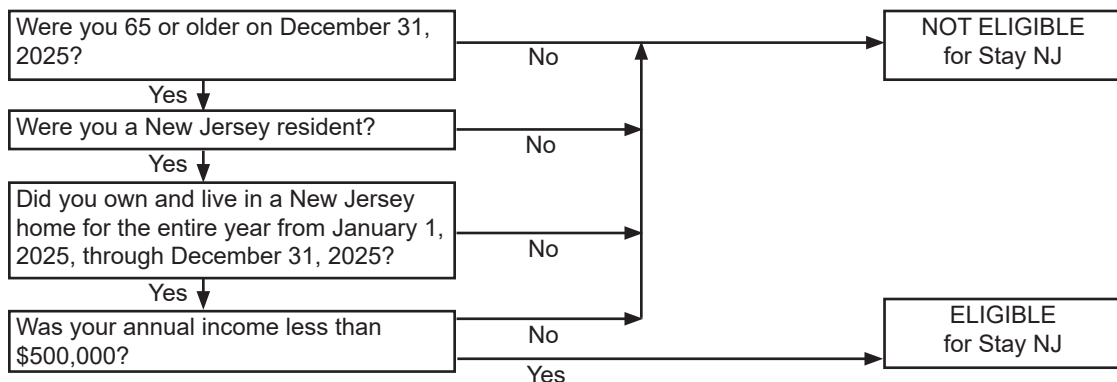 Were you 65 or older on December 31,
2025?
No
NOT ELIGIBLE
for Stay NJ
Yes
Were you a New Jersey resident?
No
Yes
Did you own and live in a New Jersey
home for the entire year from January 1,
2025, through December 31, 2025?
No
Yes
Was your annual income less than
$500,000?
No
Yes
ELIGIBLE
for Stay NJ